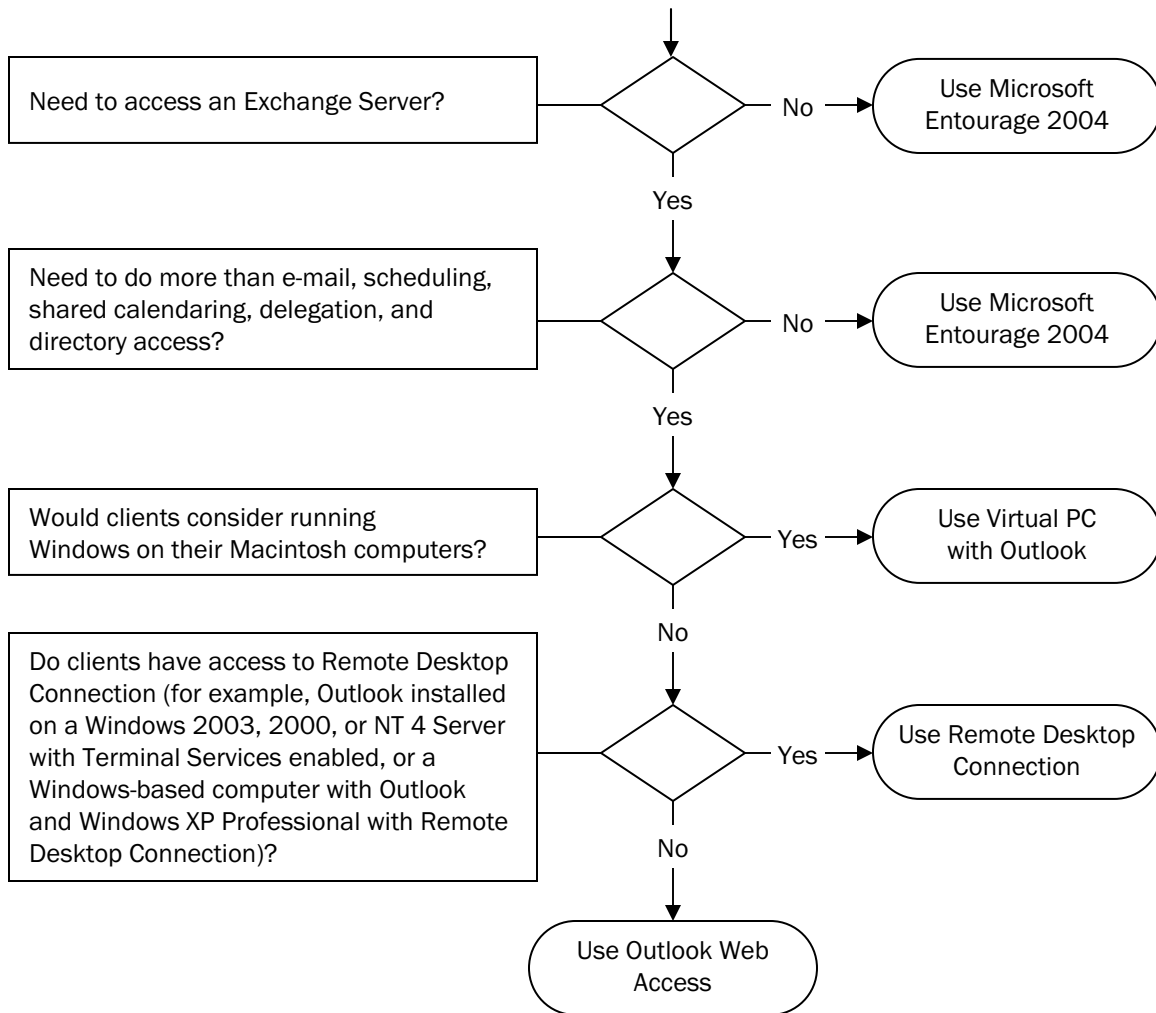 Need to access an Exchange Server?
No
Use Microsoft
Entourage 2004
Yes
Need to do more than e-mail, scheduling,
shared calendaring, delegation, and
directory access?
No
Use Microsoft
Entourage 2004
Yes
Would clients consider running
Windows on their Macintosh computers?
Yes
Use Virtual PC
with Outlook
No
Do clients have access to Remote Desktop
Connection (for example, Outlook installed
on a Windows 2003, 2000, or NT 4 Server
with Terminal Services enabled, or a
Windows-based computer with Outlook
and Windows XP Professional with Remote
Desktop Connection)?
Yes
Use Remote Desktop
Connection
No
Use Outlook Web
Access